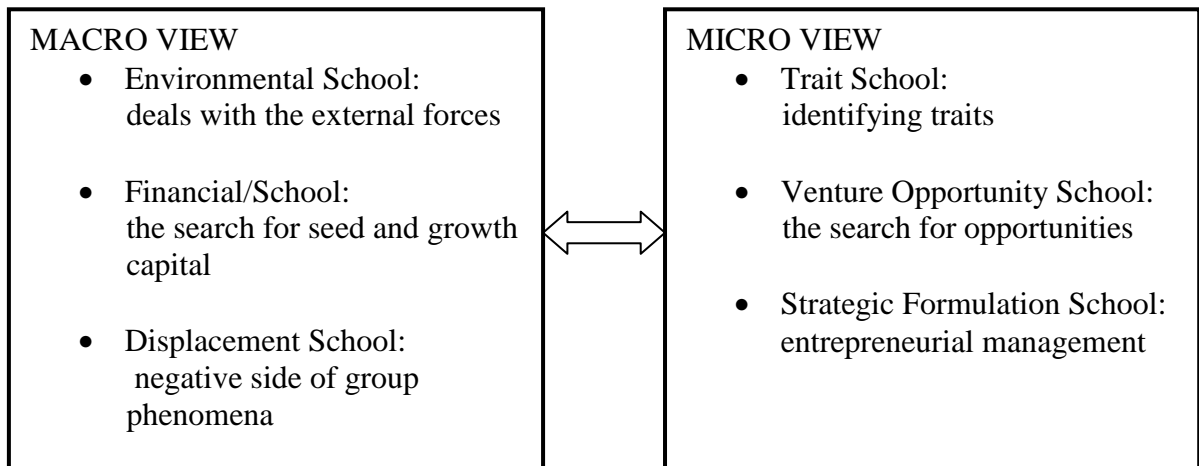 MACRO VIEW
• Environmental School:
deals with the external forces
• Financial/School:
the search for seed and growth
capital
• Displacement School:
negative side of group
phenomena
MICRO VIEW
• Trait School:
identifying traits
• Venture Opportunity School:
the search for opportunities
• Strategic Formulation School:
entrepreneurial management